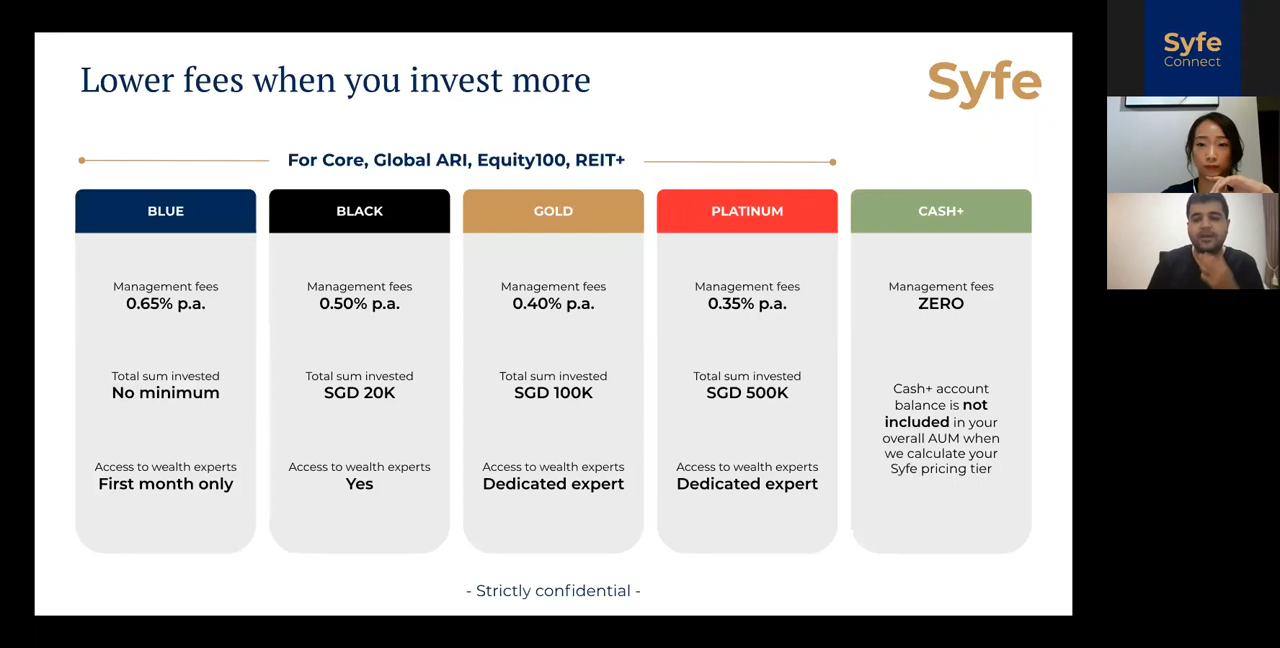 Lower fees when you invest more
Syfe
For Core, Global ARI, Equity100, REIT+
BLUE
Management fees
0.65% p.a.
Total sum invested
No minimum
Access to wealth experts
First month only
BLACK
Management fees
0.50% p.a.
Total sum invested
SGD 20K
Access to wealth experts
Yes
GOLD
Management fees
0.40% p.a.
Total sum invested
SGD 100K
Access to wealth experts
Dedicated expert
PLATINUM
Management fees
0.35% p.a.
Total sum invested
SGD 500K
Access to wealth experts
Dedicated expert
CASH+
Management fees
ZERO
Cash+ account
balance is not
included in your
overall AUM when
we calculate your
Syfe pricing tier
- Strictly confidential -
Syfe
Connect